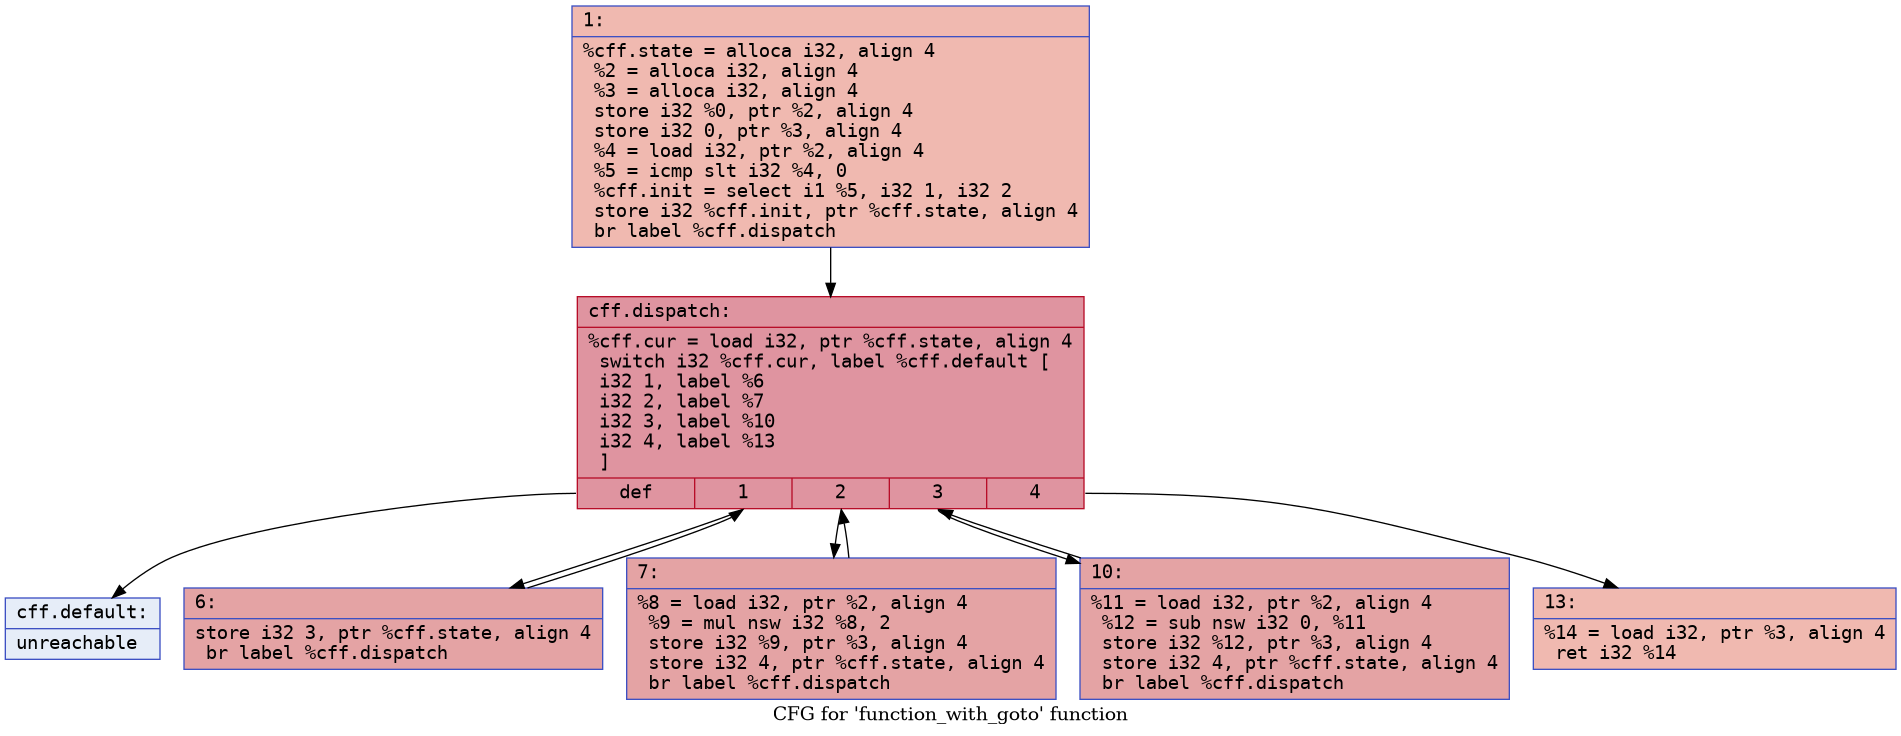 1:
%cff.state = alloca i32, align 4
%2 = alloca i32, align 4
%3 = alloca i32, align 4
store i32 %0, ptr %2, align 4
store i32 0, ptr %3, align 4
%4 = load i32, ptr %2, align 4
%5 = icmp slt i32 %4, 0
%cff.init = select i1 %5, i32 1, i32 2
store i32 %cff.init, ptr %cff.state, align 4
br label %cff.dispatch
cff.dispatch:
%cff.cur = load i32, ptr %cff.state, align 4
switch i32 %cff.cur, label %cff.default [
i32 1, label %6
i32 2, label %7
i32 3, label %10
i32 4, label %13
]
def 1 2 3 4
cff.default:
unreachable
6:
store i32 3, ptr %cff.state, align 4
br label %cff.dispatch
7:
%8 = load i32, ptr %2, align 4
%9 = mul nsw i32 %8, 2
store i32 %9, ptr %3, align 4
store i32 4, ptr %cff.state, align 4
br label %cff.dispatch
10:
%11 = load i32, ptr %2, align 4
%12 = sub nsw i32 0, %11
store i32 %12, ptr %3, align 4
store i32 4, ptr %cff.state, align 4
br label %cff.dispatch
13:
%14 = load i32, ptr %3, align 4
ret i32 %14
CFG for 'function_with_goto' function